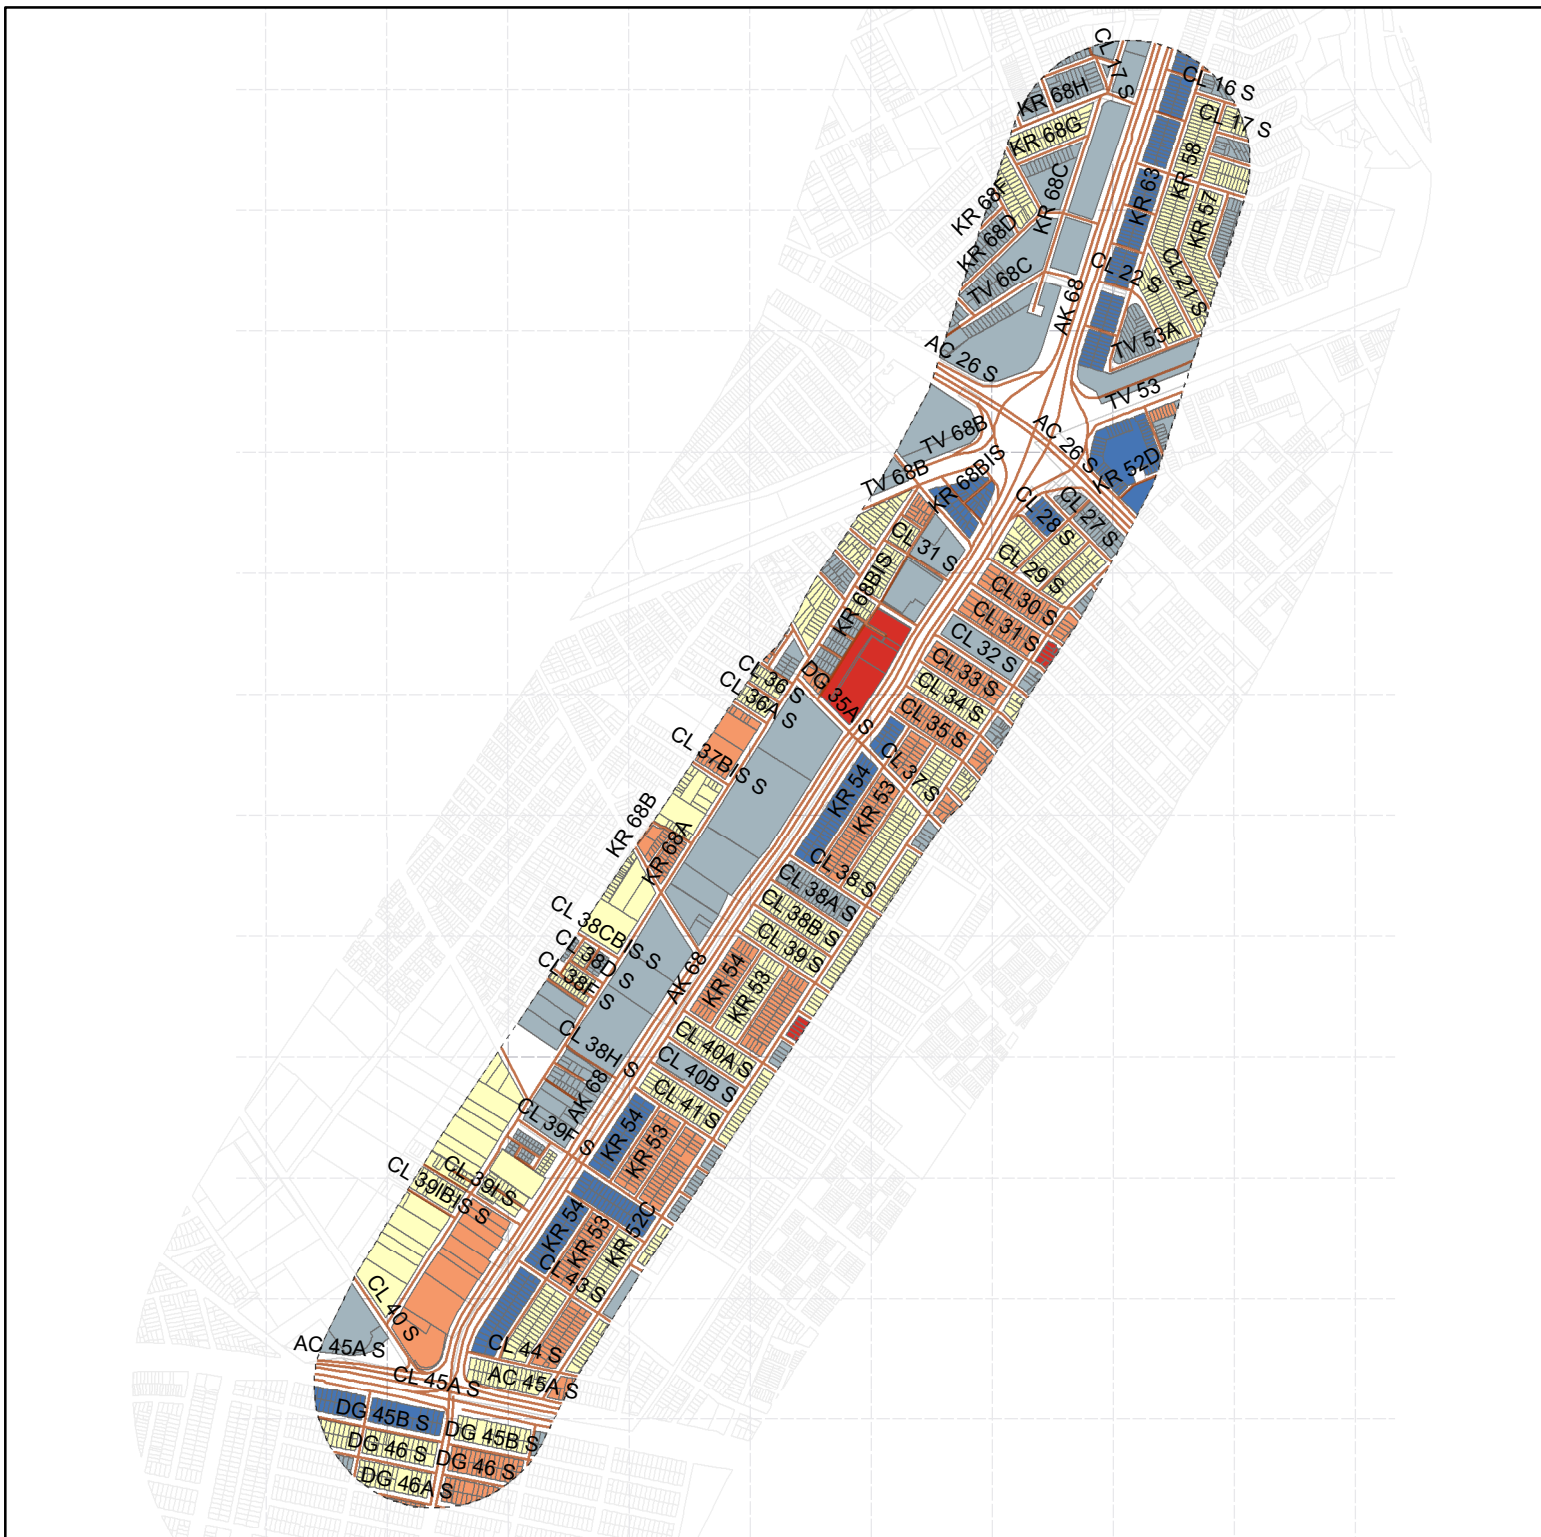 CL 17 S
CL 16 S
KR 68H
CL 17 S
KR 68G
KR 58
KR 68C
KR 63
KR 68F
KR 57
KR 68D
TV 68C
CL 22 S
CL 21 S
AK 68
TV 53A
AC 26 S
TV 53
TV 68B
AC 26 S
KR 52D
TV 68B
KR 68BIS
CL 28 S
CL 27 S
CL 31 S
CL 29 S
KR 68BIS
CL 30 S
CL 31 S
CL 32 S
CL 33 S
CL 36 S
DG 35A S
CL 34 S
CL 36A S
CL 35 S
CL 37BIS S
CL 37 S
KR 54
KR 53
KR 68B
KR 68A
CL 38 S
CL 38A S
CL 38B S
CL 38CBIS S
CL 39 S
CL 38D S
KR 54
KR 53
AK 68
CL 38F S
CL 38H S
CL 40A S
CL 40B S
AK 68
CL 41 S
CL 39F S
KR 54
KR 53
CL 39I S
CL 39IBIS S
KR 54
KR 53
KR 52C
CL 43 S
CL 40 S
AC 45A S
CL 44 S
CL 45A S
AC 45A S
DG 45B S
DG 45B S
DG 46 S
DG 46 S
DG 46A S